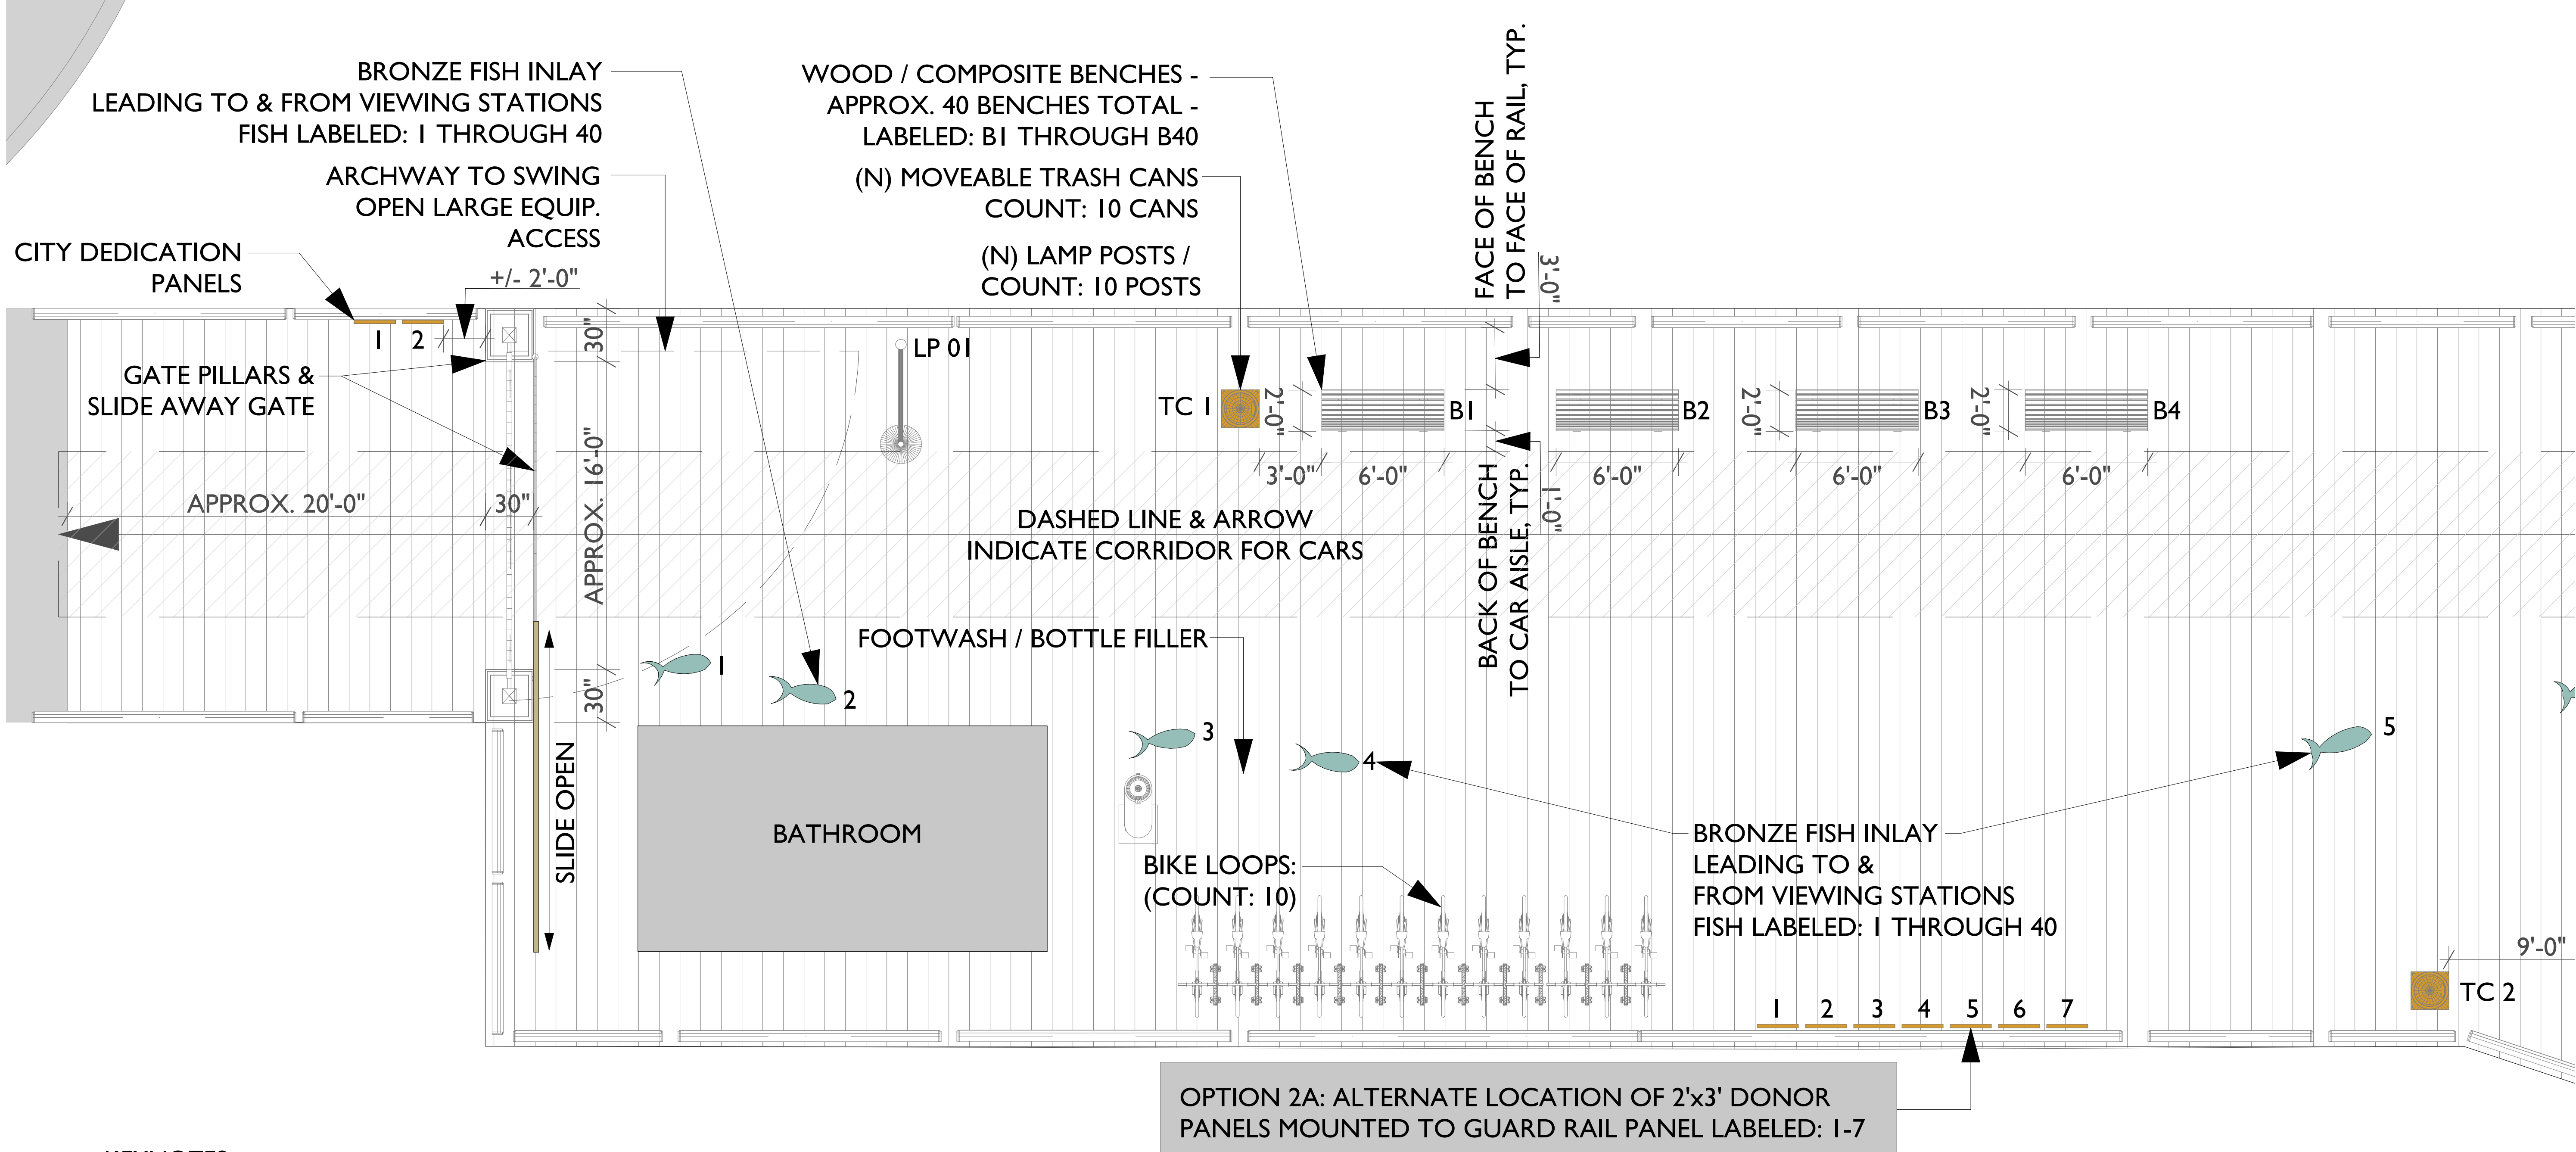 BRONZE FISH INLAY
LEADING TO & FROM VIEWING STATIONS
FISH LABELED: 1 THROUGH 40
ARCHWAY TO SWING
OPEN LARGE EQUIP.
ACCESS
CITY DEDICATION
PANELS
+/- 2'-0"
WOOD / COMPOSITE BENCHES -
APPROX. 40 BENCHES TOTAL -
LABELED: B1 THROUGH B40
(N) MOVEABLE TRASH CANS
COUNT: 10 CANS
(N) LAMP POSTS /
COUNT: 10 POSTS
FACE OF BENCH
TO FACE OF RAIL, TYP.
3'-0"
1
2
30"
LP 01
GATE PILLARS &
SLIDE AWAY GATE
TC 1
2'-0"
B1
B2
2'-0"
B3
2'-0"
B4
3'-0"
6'-0"
6'-0"
6'-0"
6'-0"
APPROX. 20'-0"
30"
APPROX. 16'-0"
DASHED LINE & ARROW
INDICATE CORRIDOR FOR CARS
BACK OF BENCH
TO CAR AISLE, TYP.
1'-0"
FOOTWASH / BOTTLE FILLER
1
2
30"
3
4
5
SLIDE OPEN
BATHROOM
BIKE LOOPS:
(COUNT: 10)
BRONZE FISH INLAY
LEADING TO &
FROM VIEWING STATIONS
FISH LABELED: 1 THROUGH 40
9'-0"
TC 2
1 2 3 4 5 6 7
OPTION 2A: ALTERNATE LOCATION OF 2'x3' DONOR
PANELS MOUNTED TO GUARD RAIL PANEL LABELED: 1-7